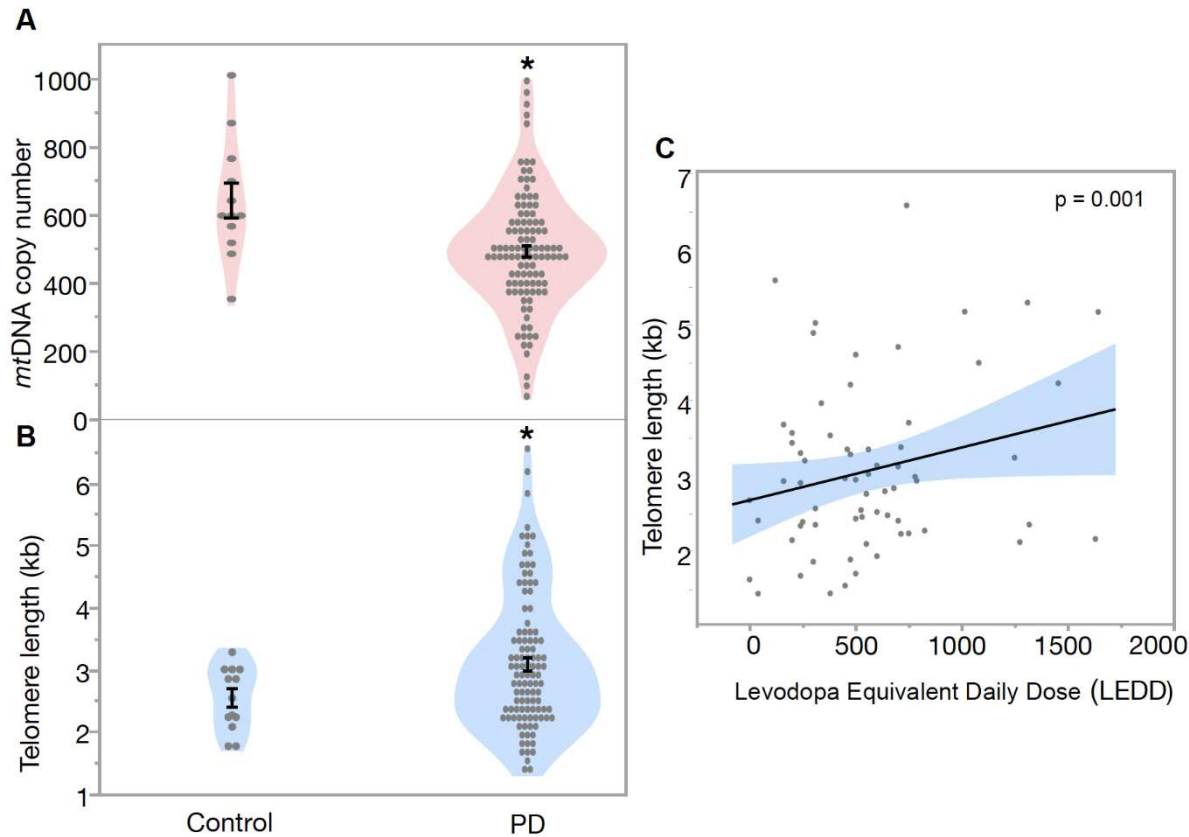 A
*
1000
800
600
400
200
0
mtDNA copy number
B
*
6
5
4
3
2
1
Telomere length (kb)
Control PD
C
p = 0.001
7
6
5
4
3
2
Telomere length (kb)
0 500 1000 1500 2000
Levodopa Equivalent Daily Dose (LEDD)